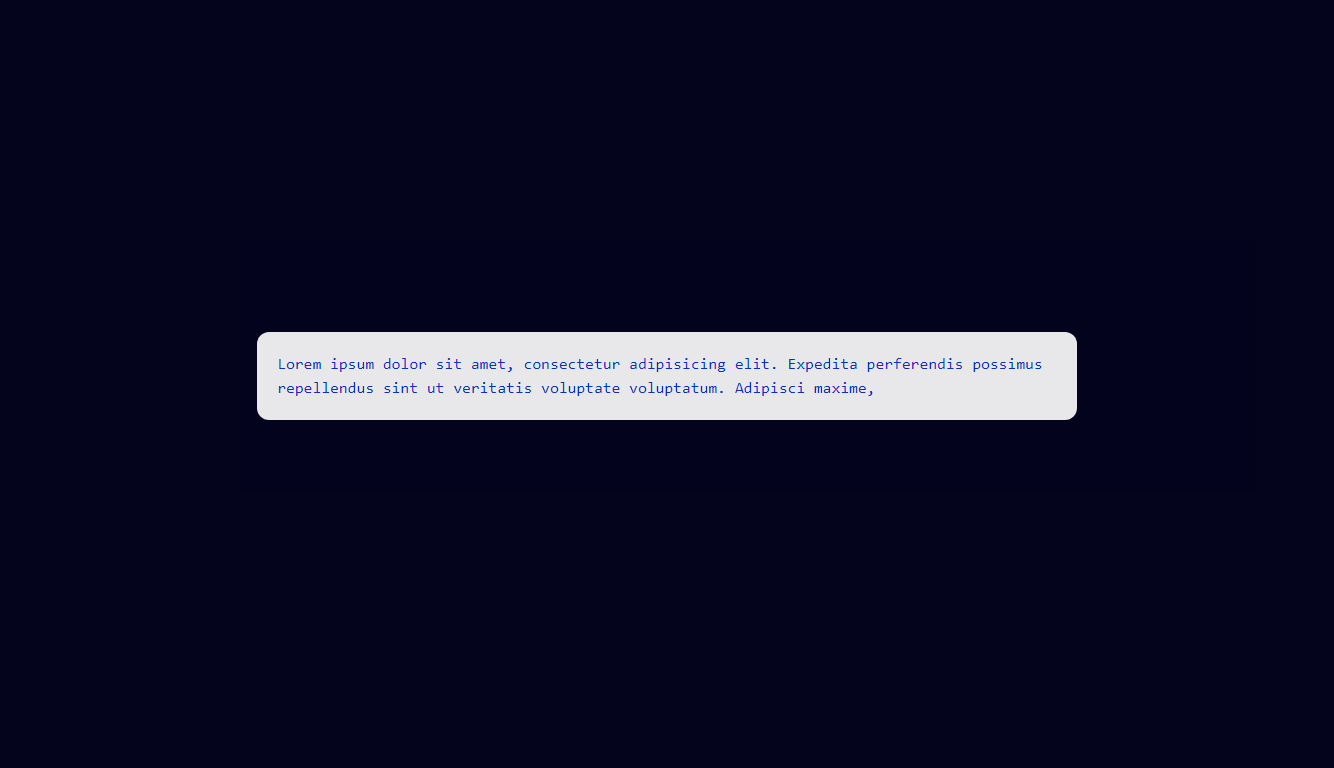 Lorem ipsum dolor sit amet, consectetur adipisicing elit. Expedita perferendis possimus
repellendus sint ut veritatis voluptate voluptatum. Adipisci maxime,